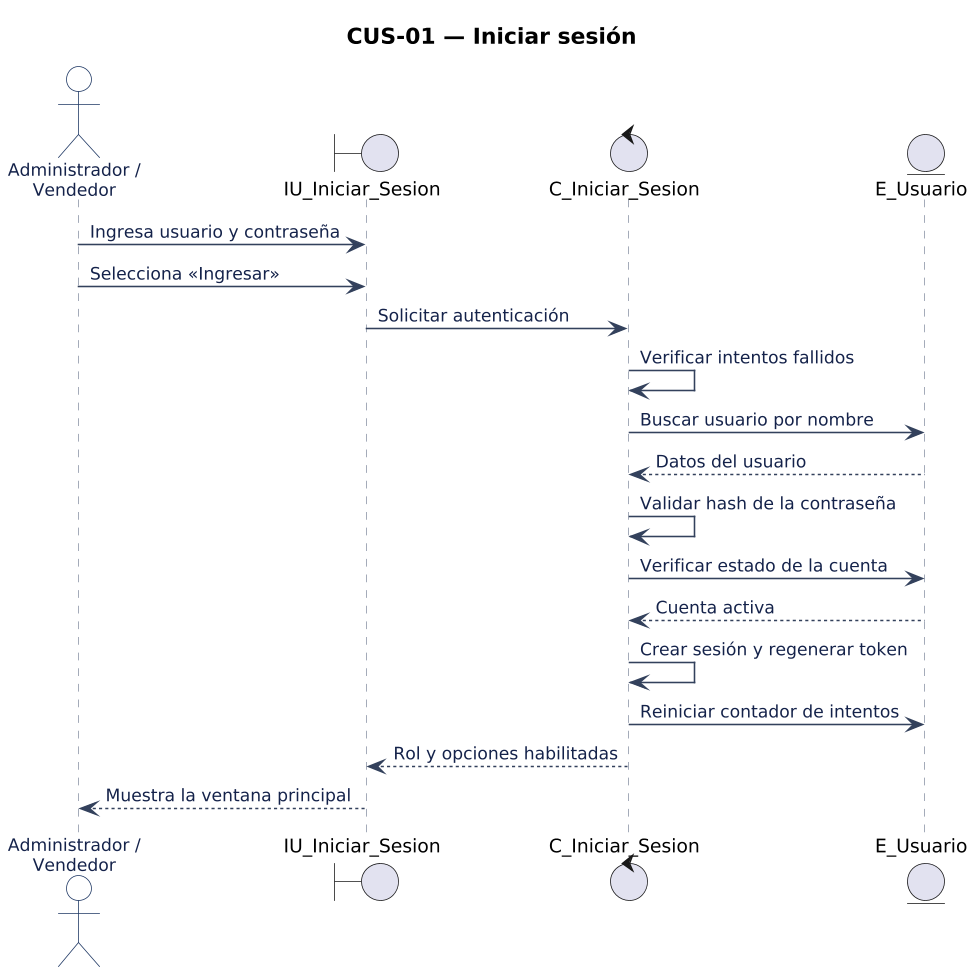 CUS-01 — Iniciar sesión
Administrador /
Vendedor
IU_Iniciar_Sesion
C_Iniciar_Sesion
E_Usuario
Ingresa usuario y contraseña
Selecciona «Ingresar»
Solicitar autenticación
Verificar intentos fallidos
Buscar usuario por nombre
Datos del usuario
Validar hash de la contraseña
Verificar estado de la cuenta
Cuenta activa
Crear sesión y regenerar token
Reiniciar contador de intentos
Rol y opciones habilitadas
Muestra la ventana principal
Administrador /
Vendedor
IU_Iniciar_Sesion
C_Iniciar_Sesion
E_Usuario